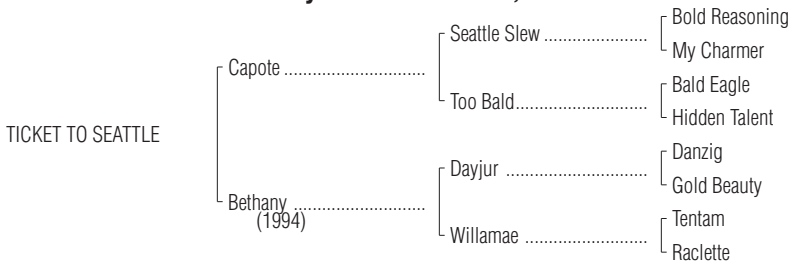 Bold Reasoning
Seattle Slew ........................
My Charmer
Capote .................................
Bald Eagle
Too Bald..............................
Hidden Talent
TICKET TO SEATTLE
Danzig
Dayjur .................................
Gold Beauty
Bethany ..............................
(1994)
Tentam
Willamae ............................
Raclette